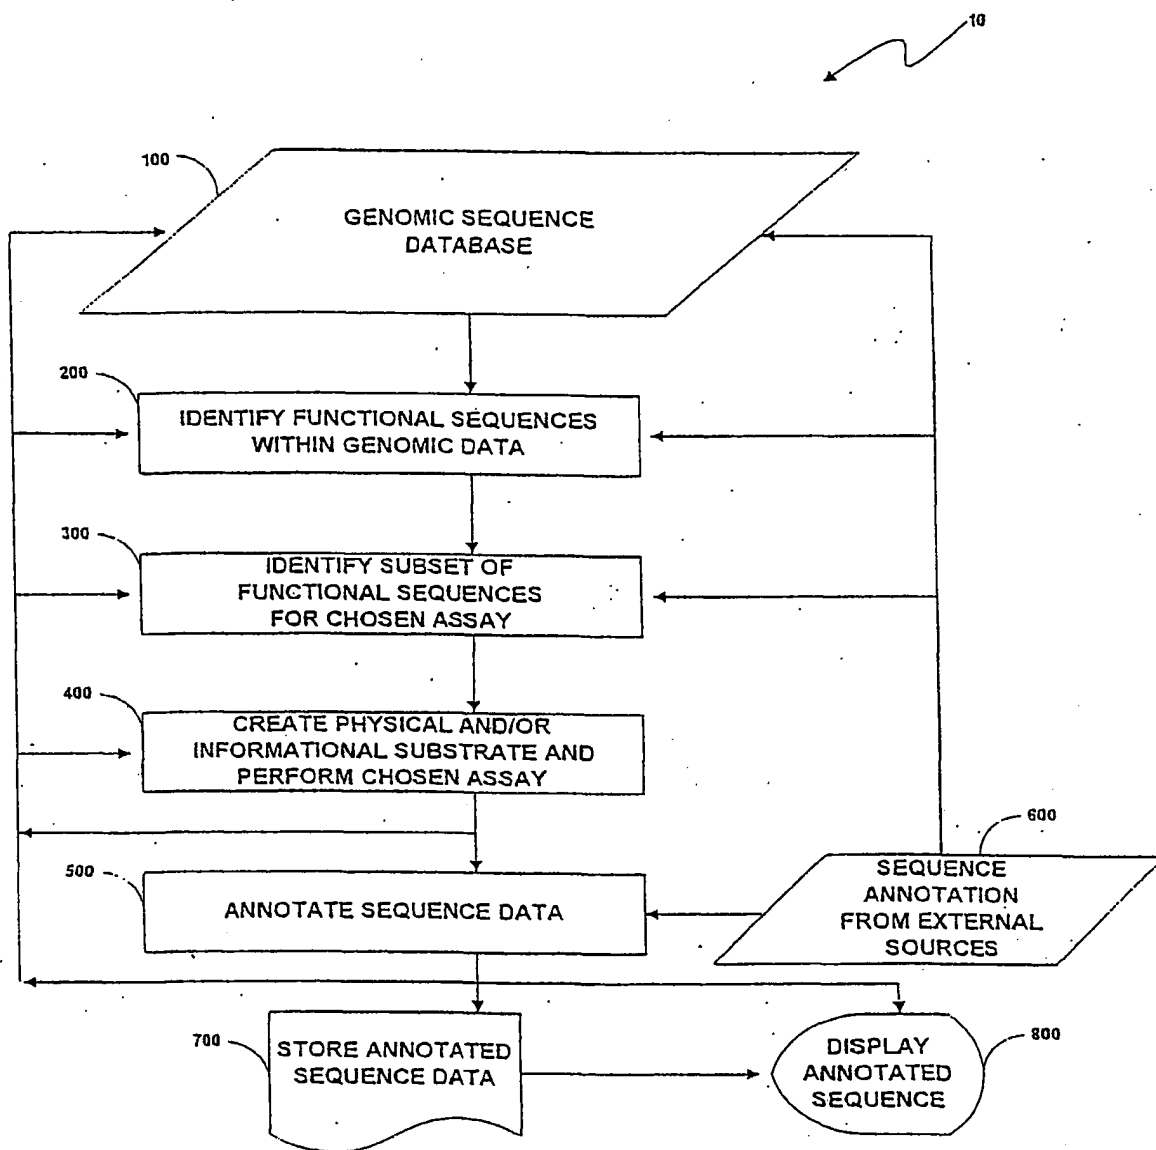 10
100
GENOMIC SEQUENCE
DATABASE
200
IDENTIFY FUNCTIONAL SEQUENCES
WITHIN GENOMIC DATA
300
IDENTIFY SUBSET OF
FUNCTIONAL SEQUENCES
FOR CHOSEN ASSAY
400
CREATE PHYSICAL AND/OR
INFORMATIONAL SUBSTRATE AND
PERFORM CHOSEN ASSAY
600
SEQUENCE
ANNOTATION
FROM EXTERNAL
SOURCES
500
ANNOTATE SEQUENCE DATA
700
STORE ANNOTATED
SEQUENCE DATA
DISPLAY
ANNOTATED
SEQUENCE
800